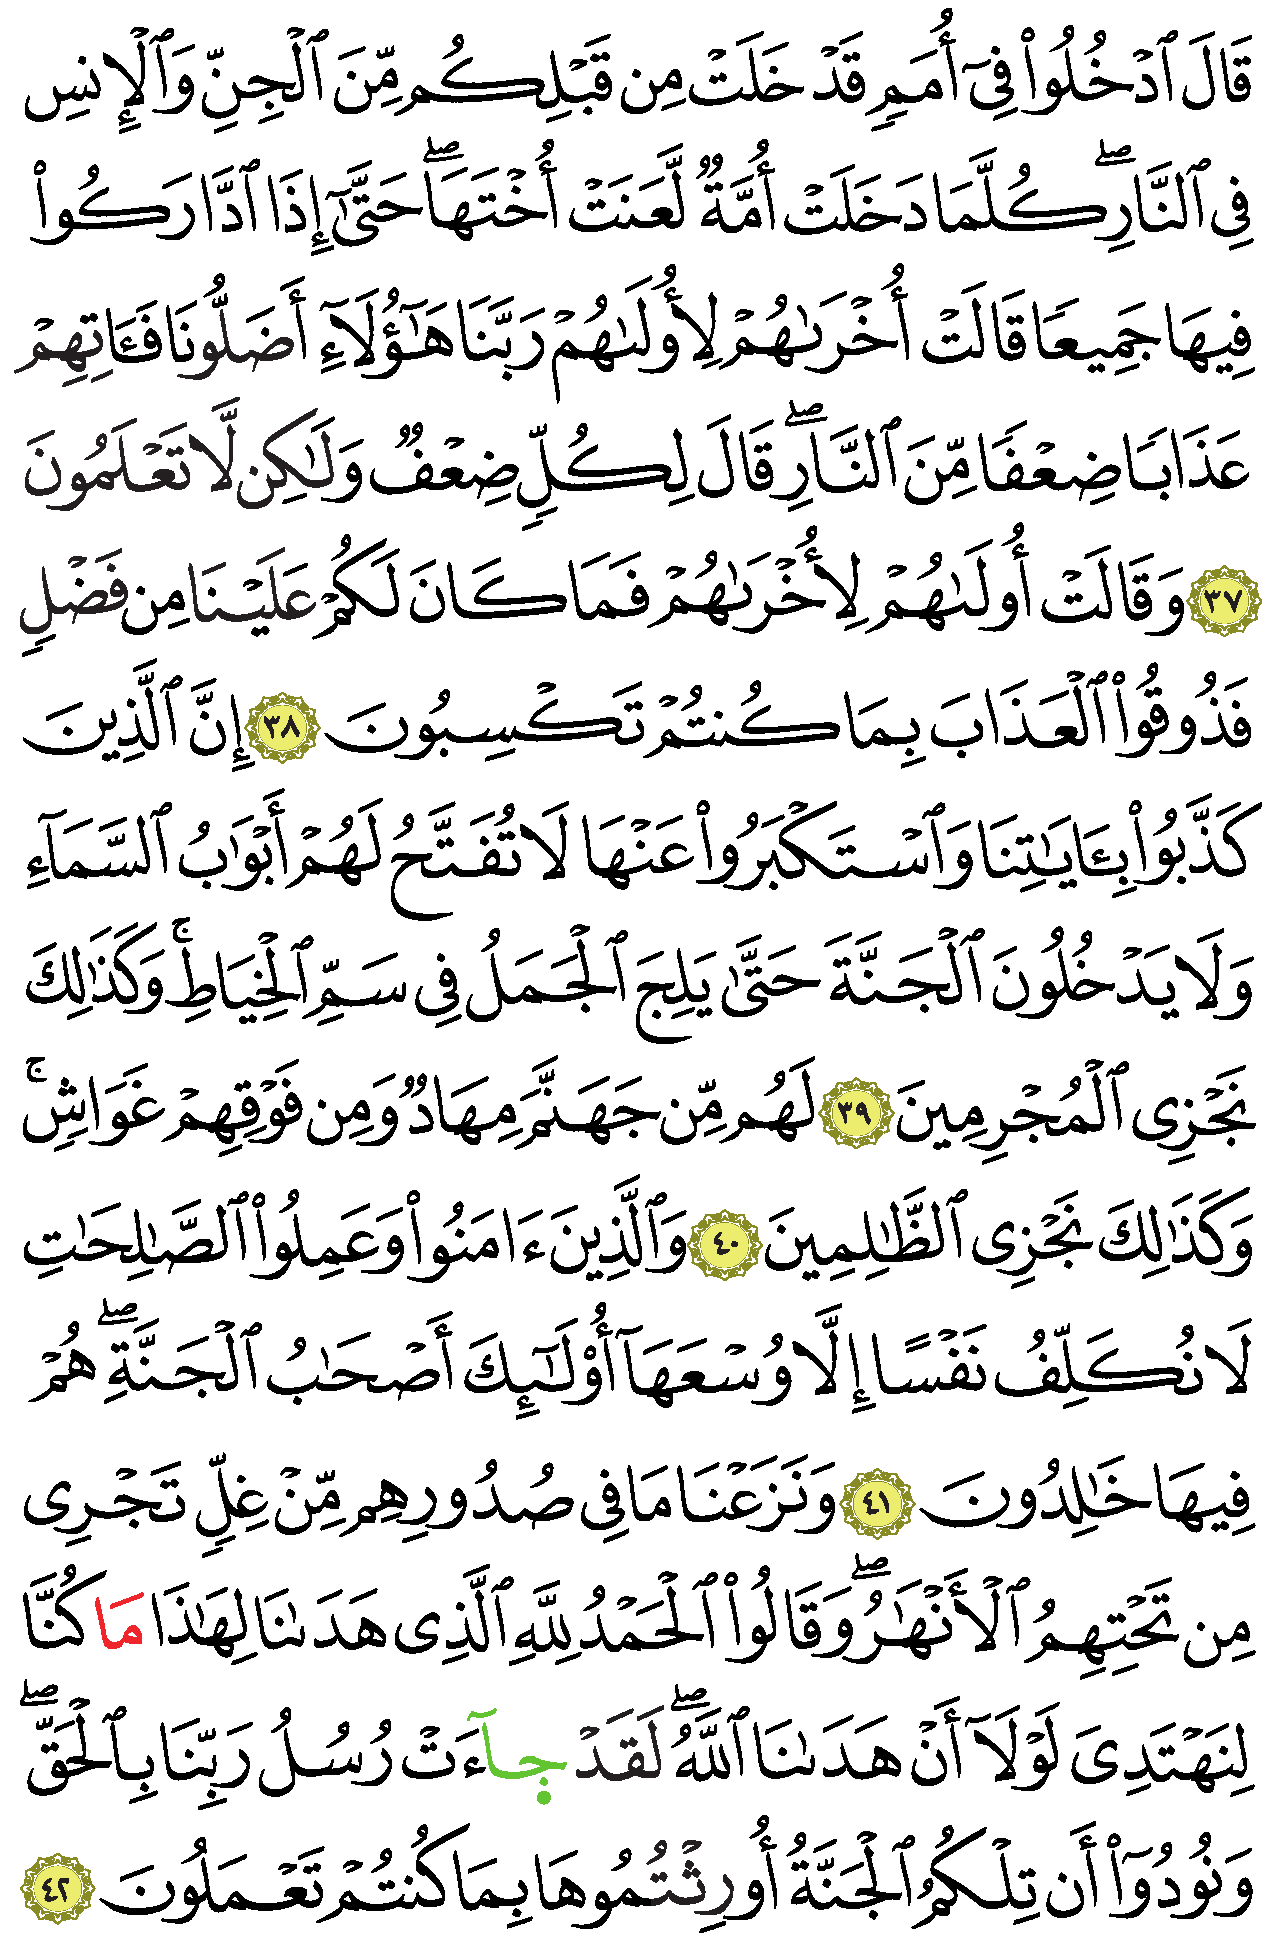 قَالَ ٱدۡخُلُواْ فِيٓ أُمَمٖ قَدۡ خَلَتۡ مِن قَبۡلِكُم مِّنَ ٱلۡجِنِّ وَٱلۡإِنسِ
فِي ٱلنَّارِۖ كُلَّمَا دَخَلَتۡ أُمَّةٞ لَّعَنَتۡ أُخۡتَهَاۖ حَتَّىٰٓ إِذَا ٱدَّارَكُواْ
فِيهَا جَمِيعٗا قَالَتۡ أُخۡرَىٰهُمۡ لِأُولَىٰهُمۡ رَبَّنَا هَـٰٓؤُلَآءِ أَضَلُّونَا فَـَٔاتِهِمۡ
عَذَابٗا ضِعۡفٗا مِّنَ ٱلنَّارِۖ قَالَ لِكُلّٖ ضِعۡفٞ وَلَٰكِن لَّا تَعۡلَمُونَ
٣٧ وَقَالَتۡ أُولَىٰهُمۡ لِأُخۡرَىٰهُمۡ فَمَا كَانَ لَكُمۡ عَلَيۡنَا مِن فَضۡلٖ
فَذُوقُواْ ٱلۡعَذَابَ بِمَا كُنتُمۡ تَكۡسِبُونَ ٣٨ إِنَّ ٱلَّذِينَ
كَذَّبُواْ بِـَٔايَٰتِنَا وَٱسۡتَكۡبَرُواْ عَنۡهَا لَا تُفَتَّحُ لَهُمۡ أَبۡوَٰبُ ٱلسَّمَآءِ
وَلَا يَدۡخُلُونَ ٱلۡجَنَّةَ حَتَّىٰ يَلِجَ ٱلۡجَمَلُ فِي سَمِّ ٱلۡخِيَاطِۚ وَكَذَٰلِكَ
نَجۡزِي ٱلۡمُجۡرِمِينَ ٣٩ لَهُم مِّن جَهَنَّمَ مِهَادٞ وَمِن فَوۡقِهِمۡ غَوَاشٖۚ
وَكَذَٰلِكَ نَجۡزِي ٱلظَّٰلِمِينَ ٤٠ وَٱلَّذِينَ ءَامَنُواْ وَعَمِلُواْ ٱلصَّٰلِحَٰتِ
لَا نُكَلِّفُ نَفۡسًا إِلَّا وُسۡعَهَآ أُوْلَـٰٓئِكَ أَصۡحَٰبُ ٱلۡجَنَّةِۖ هُمۡ
فِيهَا خَٰلِدُونَ ٤١ وَنَزَعۡنَا مَا فِي صُدُورِهِم مِّنۡ غِلّٖ تَجۡرِي
مِن تَحۡتِهِمُ ٱلۡأَنۡهَٰرُۖ وَقَالُواْ ٱلۡحَمۡدُ لِلَّهِ ٱلَّذِي هَدَىٰنَا لِهَٰذَا مَا كُنَّا
لِنَهۡتَدِيَ لَوۡلَآ أَنۡ هَدَىٰنَا ٱللَّهُۖ لَقَدۡ جَآءَتۡ رُسُلُ رَبِّنَا بِٱلۡحَقِّۖ
وَنُودُوٓاْ أَن تِلۡكُمُ ٱلۡجَنَّةُ أُورِثۡتُمُوهَا بِمَا كُنتُمۡ تَعۡمَلُونَ ٤٢